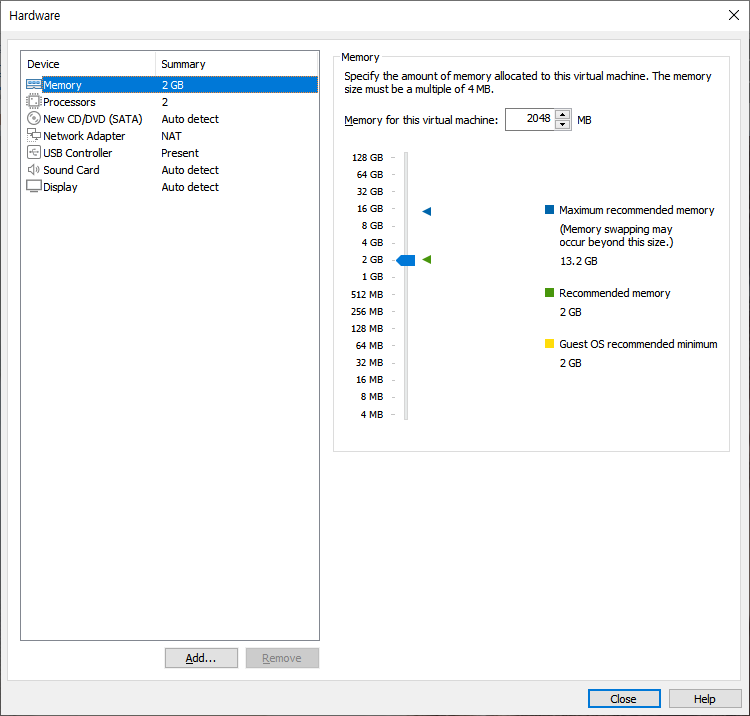 Hardware
Device Summary
Memory 2 GB
Processors 2
New CD/DVD (SATA) Auto detect
Network Adapter NAT
USB Controller Present
Sound Card Auto detect
Display Auto detect
Add...
Remove
Memory
Specify the amount of memory allocated to this virtual machine. The memory
size must be a multiple of 4 MB.
Memory for this virtual machine: 2048 MB
128 GB
64 GB
32 GB
16 GB
8 GB
4 GB
2 GB
1 GB
512 MB
256 MB
128 MB
64 MB
32 MB
16 MB
8 MB
4 MB
Maximum recommended memory
(Memory swapping may
occur beyond this size.)
13.2 GB
Recommended memory
2 GB
Guest OS recommended minimum
2 GB
Close
Help